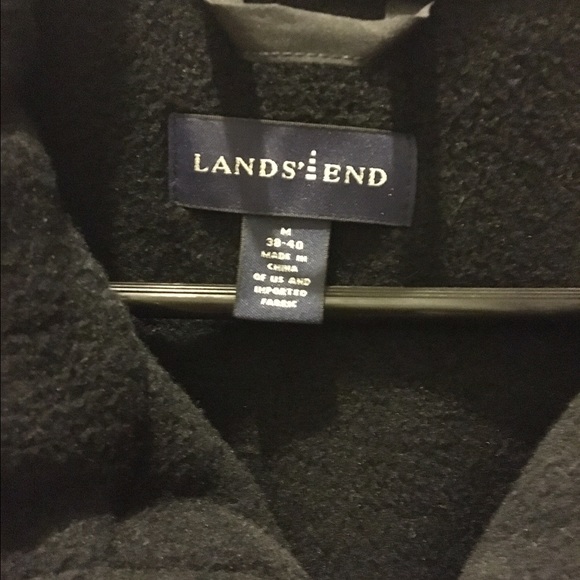 LANDS' END
M
38-40
MADE IN
CHINA
OF US AND
IMPORTED
FABRIC